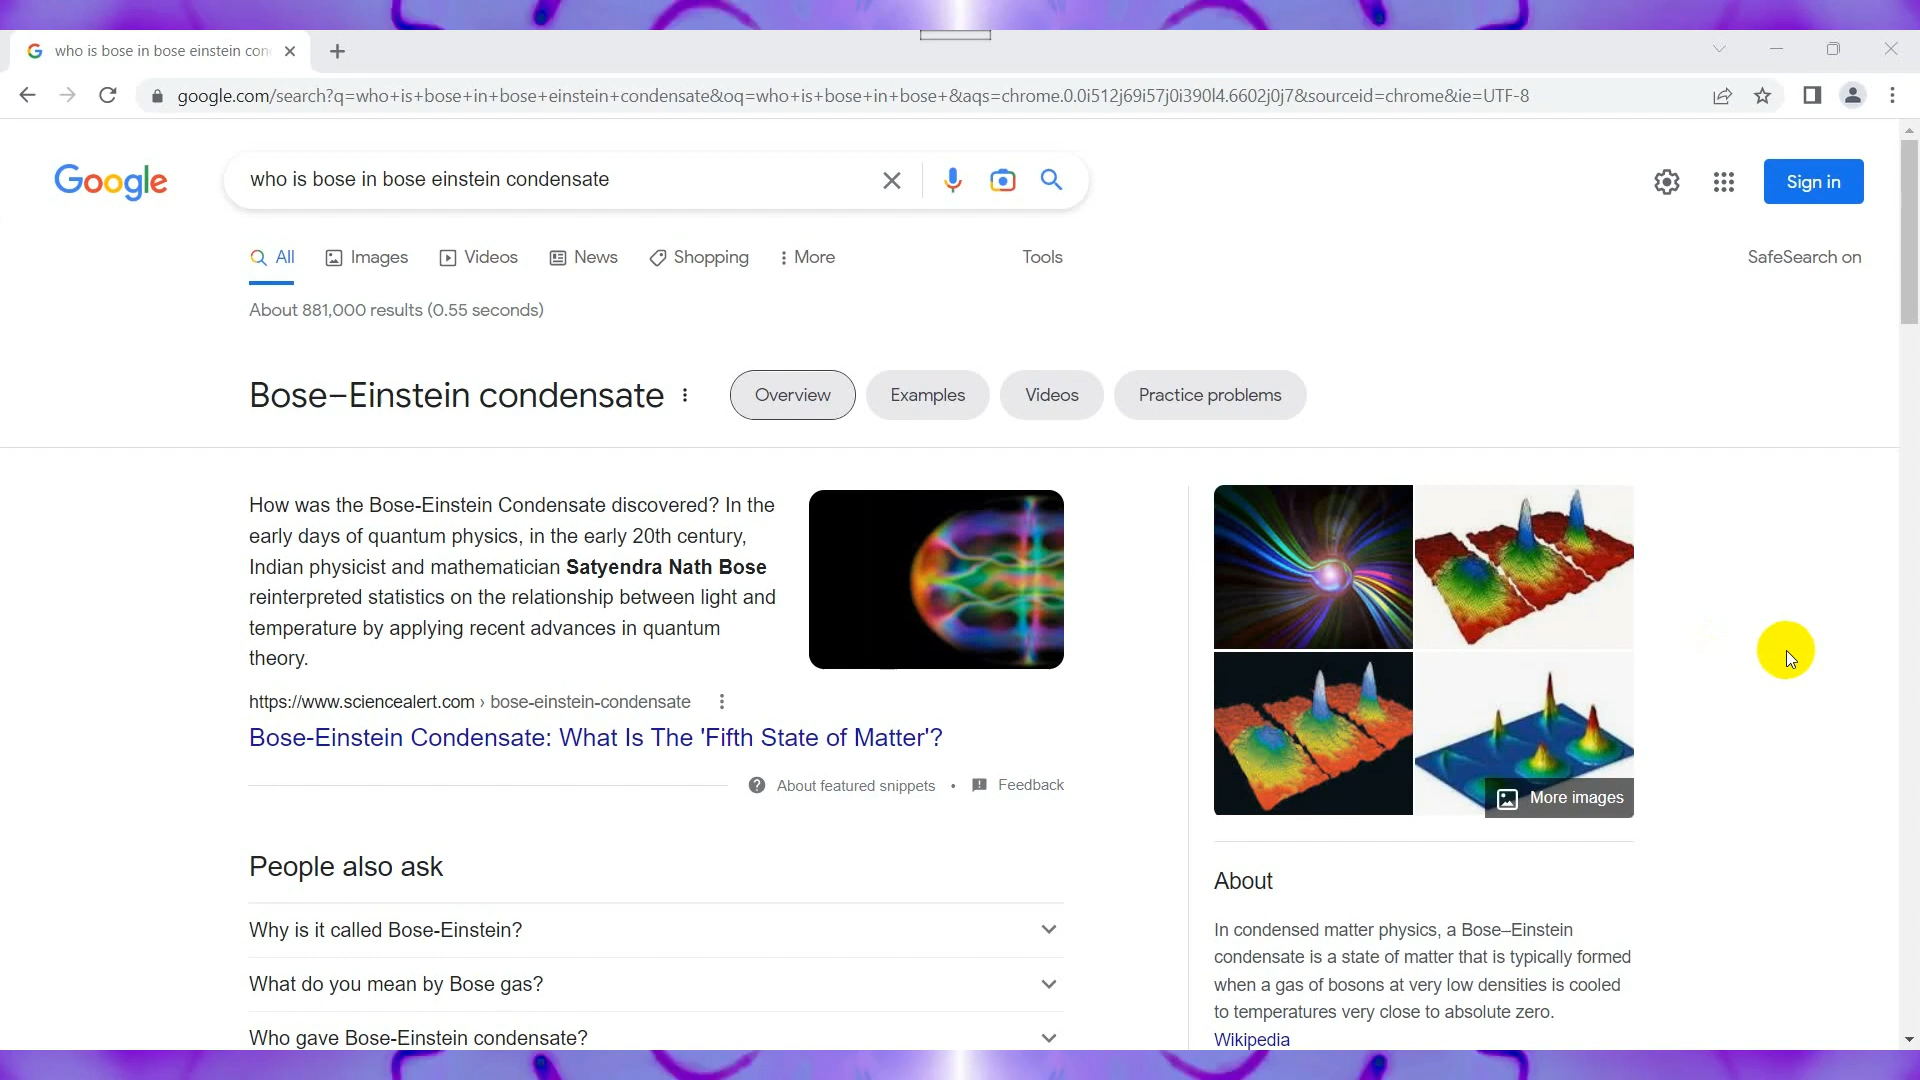 who is bose in bose einstein con
google.com/search?q=who+is+bose+in+bose+einstein+condensate&oq=who+is+bose+in+bose+&aqs=chrome.0.0i512j69i57j0i390l4.6602j0j7&sourceid=chrome&ie=UTF-8
Google
who is bose in bose einstein condensate
Sign in
All Images Videos News Shopping More Tools SafeSearch on
About 881,000 results (0.55 seconds)
Bose–Einstein condensate Overview Examples Videos Practice problems
How was the Bose-Einstein Condensate discovered? In the
early days of quantum physics, in the early 20th century,
Indian physicist and mathematician Satyendra Nath Bose
reinterpreted statistics on the relationship between light and
temperature by applying recent advances in quantum
theory.
https://www.sciencealert.com › bose-einstein-condensate
Bose-Einstein Condensate: What Is The 'Fifth State of Matter'?
About featured snippets • Feedback
People also ask
Why is it called Bose-Einstein?
What do you mean by Bose gas?
Who gave Bose-Einstein condensate?
More images
About
In condensed matter physics, a Bose–Einstein
condensate is a state of matter that is typically formed
when a gas of bosons at very low densities is cooled
to temperatures very close to absolute zero.
Wikipedia